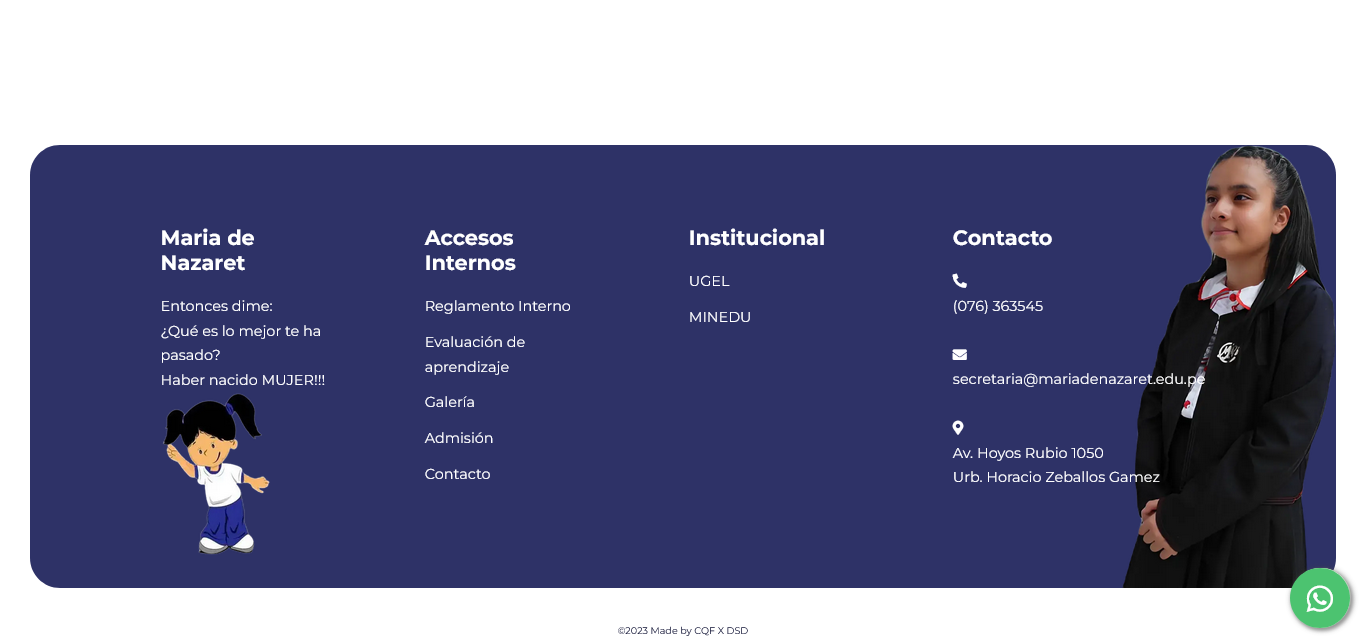 Maria de
Nazaret
Entonces dime:
¿Qué es lo mejor te ha
pasado?
Haber nacido MUJER!!!
Accesos
Internos
Reglamento Interno
Evaluación de
aprendizaje
Galería
Admisión
Contacto
Institucional
UGEL
MINEDU
Contacto
(076) 363545
secretaria@mariadenazaret.edu.pe
Av. Hoyos Rubio 1050
Urb. Horacio Zeballos Gamez
©2023 Made by CQF X DSD